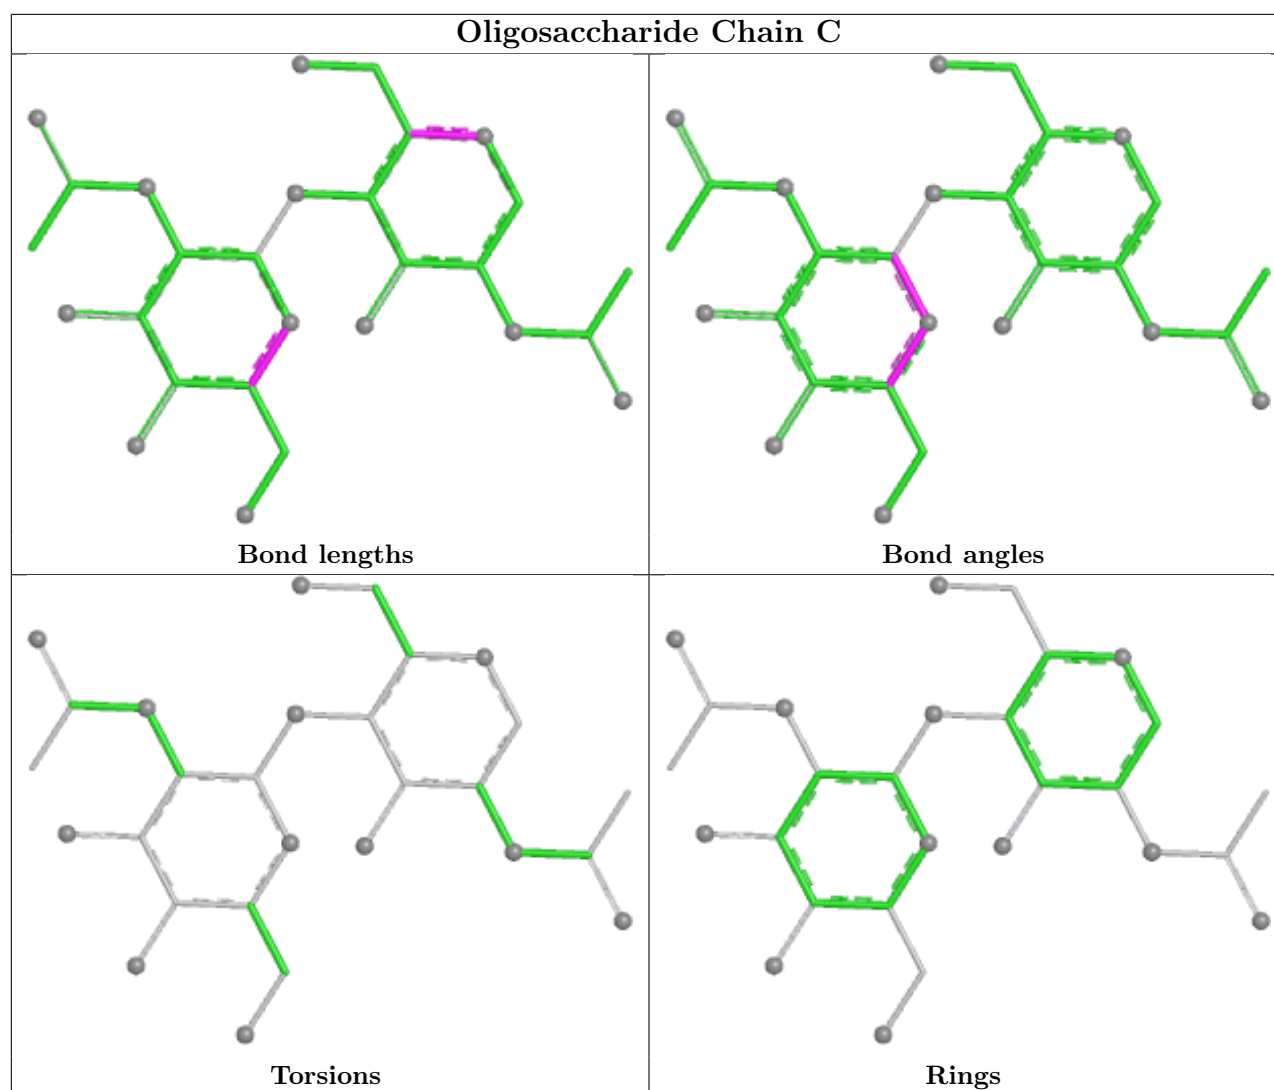 Oligosaccharide Chain C
Bond lengths
Bond angles
Torsions
Rings